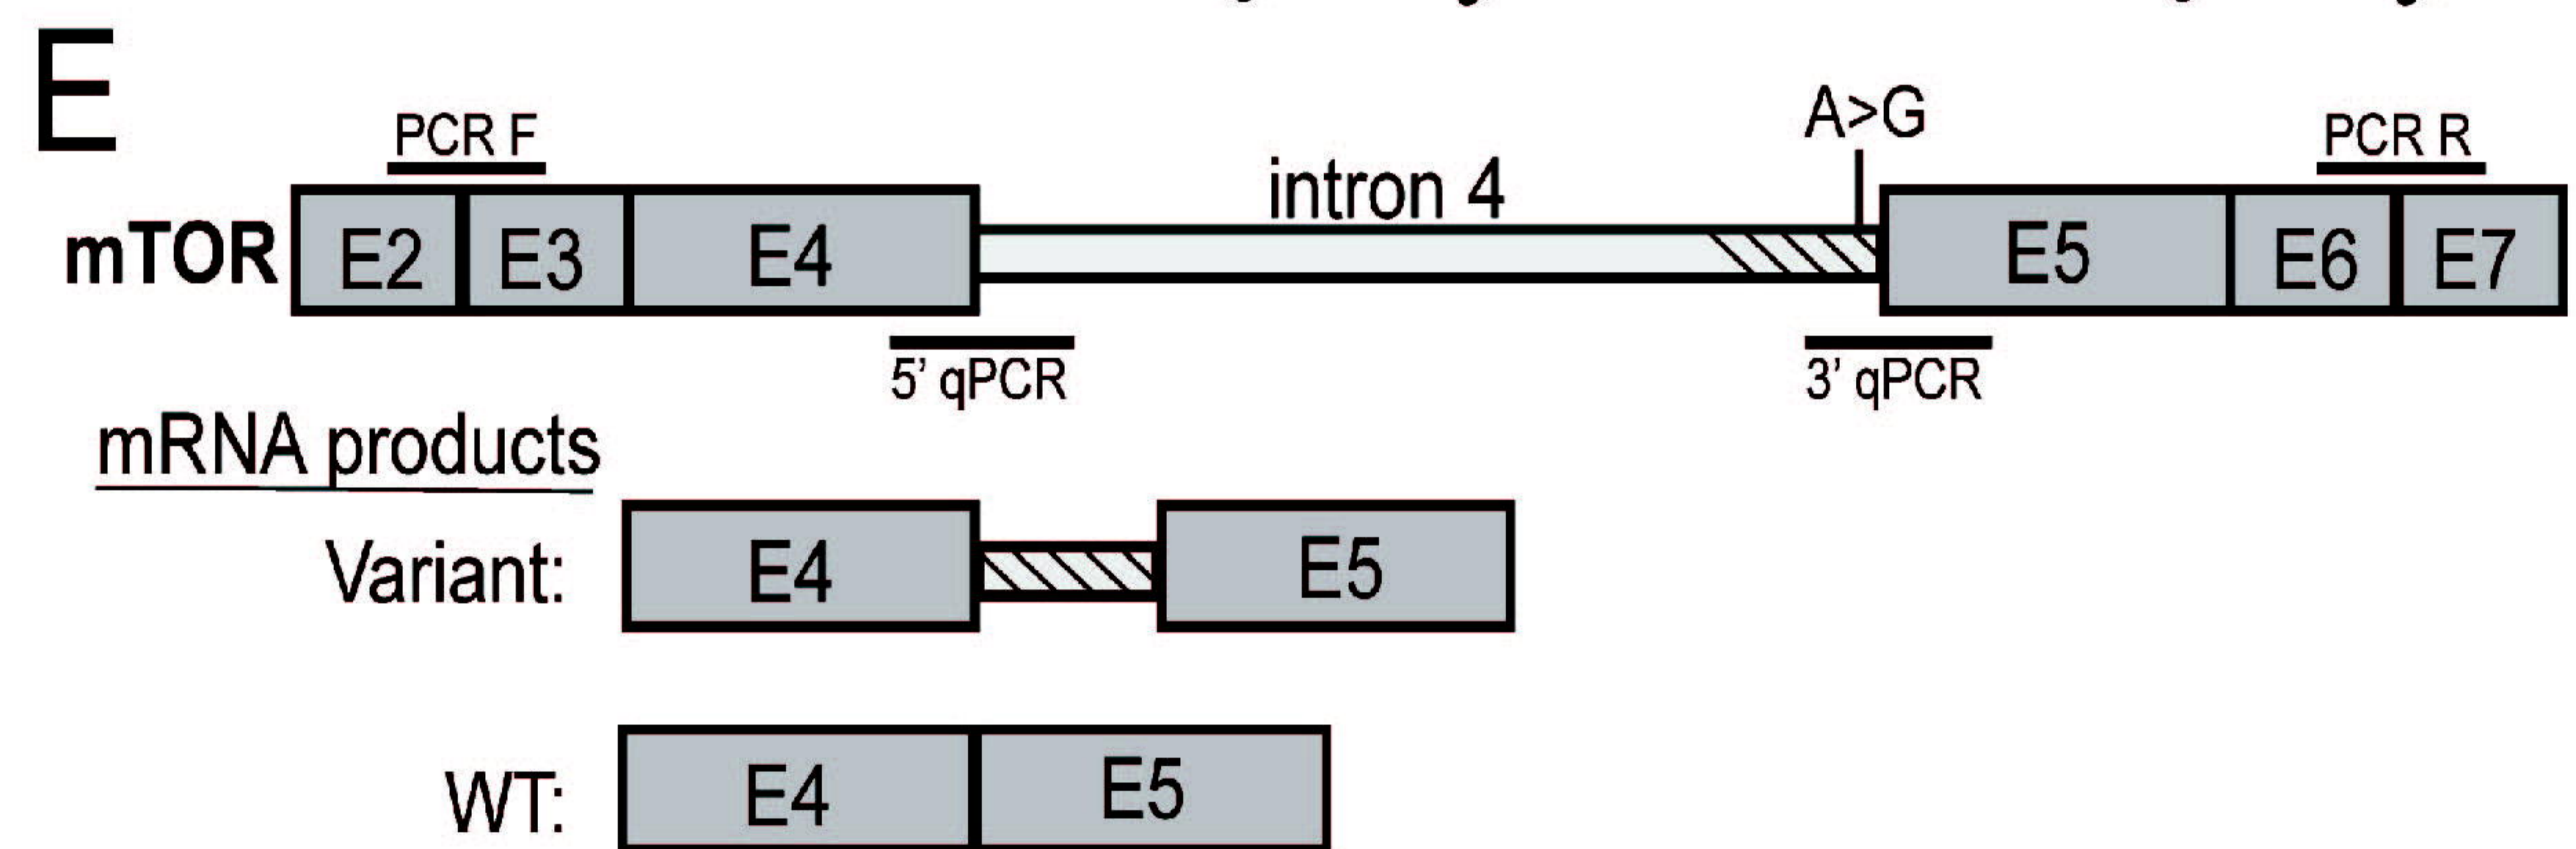 E
PCR F
A>G
PCR R
intron 4
mTOR E2 E3 E4 E5 E6 E7
5' qPCR
3' qPCR
mRNA products
Variant: E4 E5
WT: E4 E5